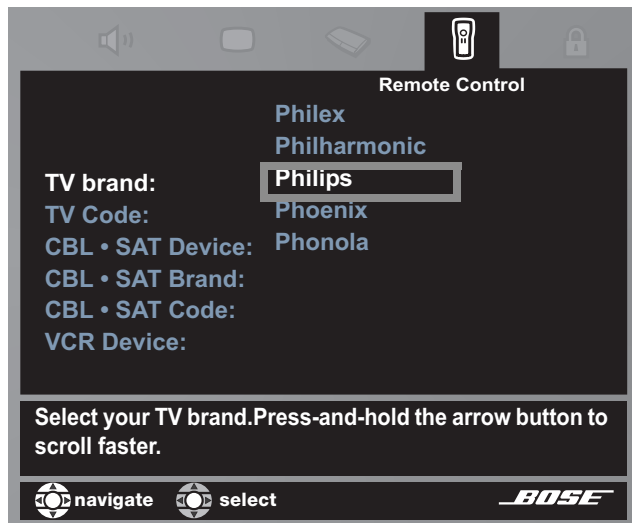 Remote Control
Philex
Philharmonic
TV brand: Philips
TV Code: Phoenix
CBL • SAT Device: Phonola
CBL • SAT Brand:
CBL • SAT Code:
VCR Device:
Select your TV brand.Press-and-hold the arrow button to
scroll faster.
navigate select BOSE